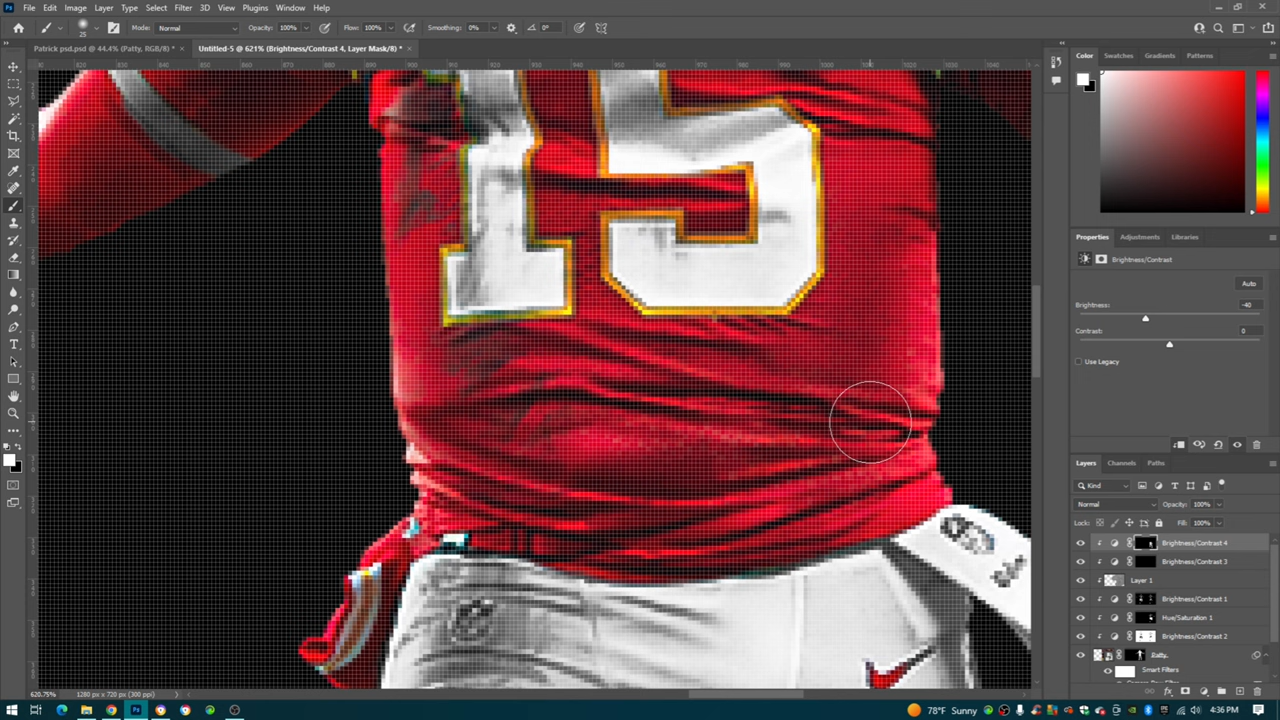 File Edit Image Layer Type Select Filter 3D View Plugins Window Help
25 Mode: Normal Opacity: 100% Flow: 100% Smoothing: 0% 0°
Patrick psd.psd @ 44.4% (Patty, RGB/8) * × Untitled-5 @ 621% (Brightness/Contrast 4, Layer Mask/8) * ×
15
Color Swatches Gradients Patterns
Properties Adjustments Libraries
Brightness/Contrast
Auto
Brightness: -40
Contrast: 0
Use Legacy
Layers Channels Paths
Kind
Normal Opacity: 100%
Lock: Fill: 100%
Brightness/Contrast 4
Brightness/Contrast 3
Layer 1
Brightness/Contrast 1
Hue/Saturation 1
Brightness/Contrast 2
Patty
Smart Filters
620.75% 1280 px x 720 px (300 ppi)
78°F Sunny 4:36 PM